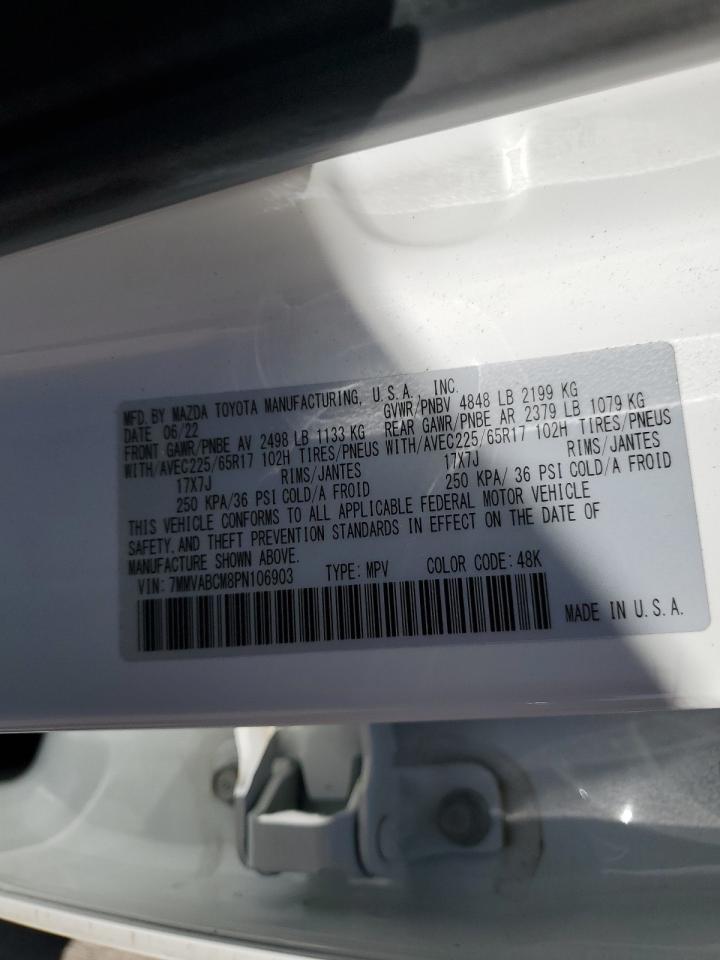 MFD. BY MAZDA TOYOTA MANUFACTURING, U.S.A., INC.
DATE 06/22 GVWR/PNBV 4848 LB 2199 KG
FRONT GAWR/PNBE AV 2498 LB 1133 KG REAR GAWR/PNBE AR 2379 LB 1079 KG
WITH/AVEC225/65R17 102H TIRES/PNEUS WITH/AVEC225/65R17 102H TIRES/PNEUS
17X7J RIMS/JANTES 17X7J RIMS/JANTES
250 KPA/36 PSI COLD/A FROID 250 KPA/ 36 PSI COLD/A FROID
THIS VEHICLE CONFORMS TO ALL APPLICABLE FEDERAL MOTOR VEHICLE
SAFETY, AND THEFT PREVENTION STANDARDS IN EFFECT ON THE DATE OF
MANUFACTURE SHOWN ABOVE.
VIN: 7MMVABCM8PN106903 TYPE: MPV COLOR CODE: 48K
MADE IN U.S.A.